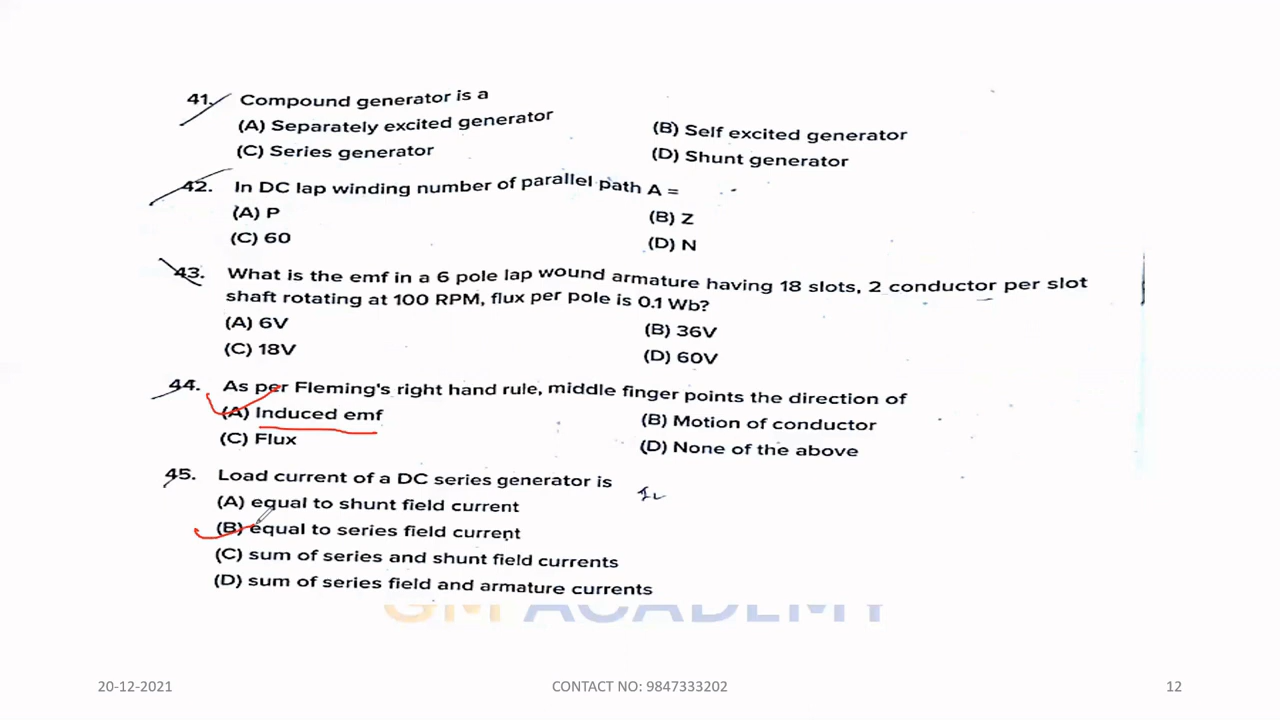 41. Compound generator is a
(A) Separately excited generator
(B) Self excited generator
(C) Series generator
(D) Shunt generator
42. In DC lap winding number of parallel path A =
(A) P
(B) Z
(C) 60
(D) N
43. What is the emf in a 6 pole lap wound armature having 18 slots, 2 conductor per slot
shaft rotating at 100 RPM, flux per pole is 0.1 Wb?
(A) 6V
(B) 36V
(C) 18V
(D) 60V
44. As per Fleming's right hand rule, middle finger points the direction of
(A) Induced emf
(B) Motion of conductor
(C) Flux
(D) None of the above
45. Load current of a DC series generator is
(A) equal to shunt field current
(B) equal to series field current
(C) sum of series and shunt field currents
(D) sum of series field and armature currents
GM ACADEMY
20-12-2021
CONTACT NO: 9847333202
12